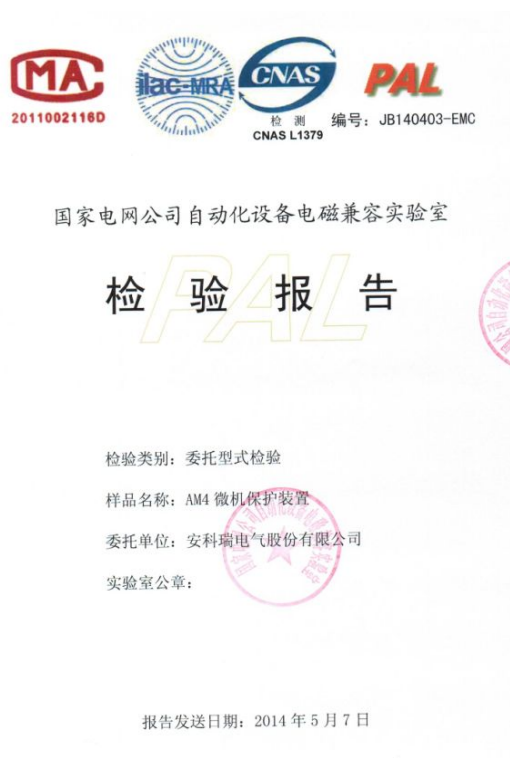 MA
ilac-MRA
CNAS
PAL
2011002116D
检 测
CNAS L1379
编号：JB140403-EMC
国家电网公司自动化设备电磁兼容实验室
PAL
检 验 报 告
检验类别：委托型式检验
样品名称：AM4 微机保护装置
委托单位：安科瑞电气股份有限公司
实验室公章：
报告发送日期：2014 年 5 月 7 日